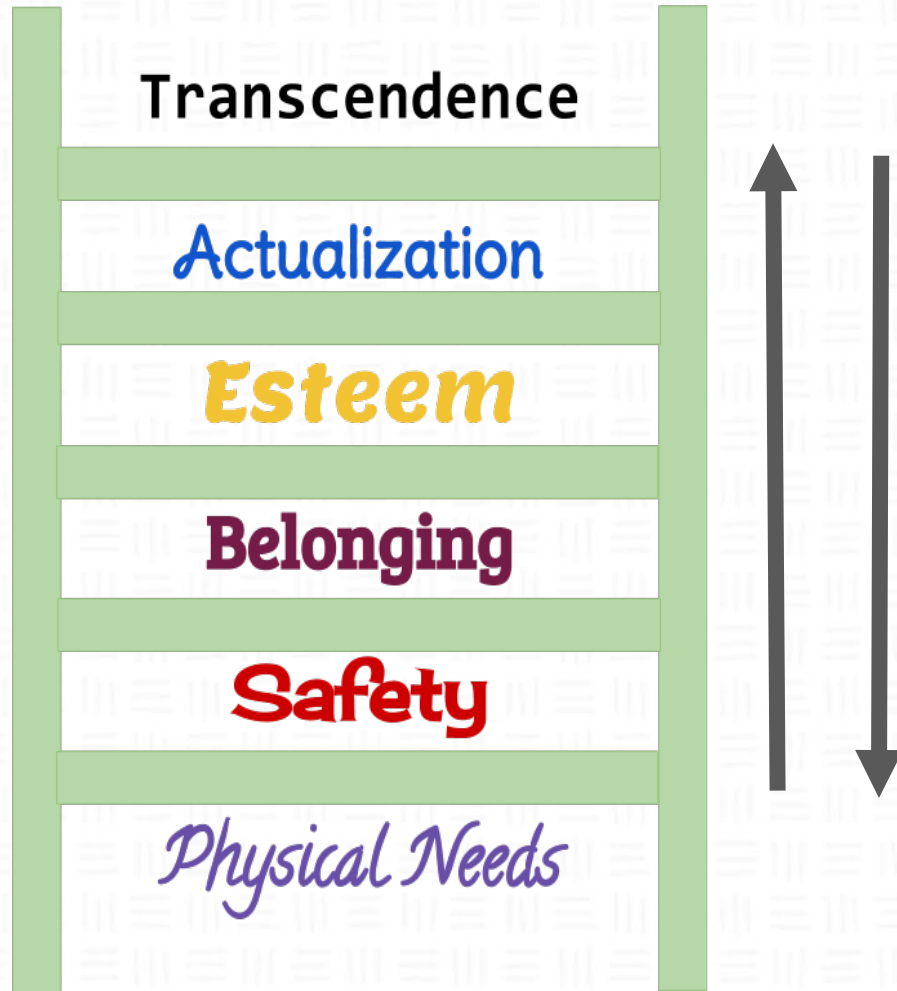 Transcendence
Actualization
Esteem
Belonging
Safety
Physical Needs